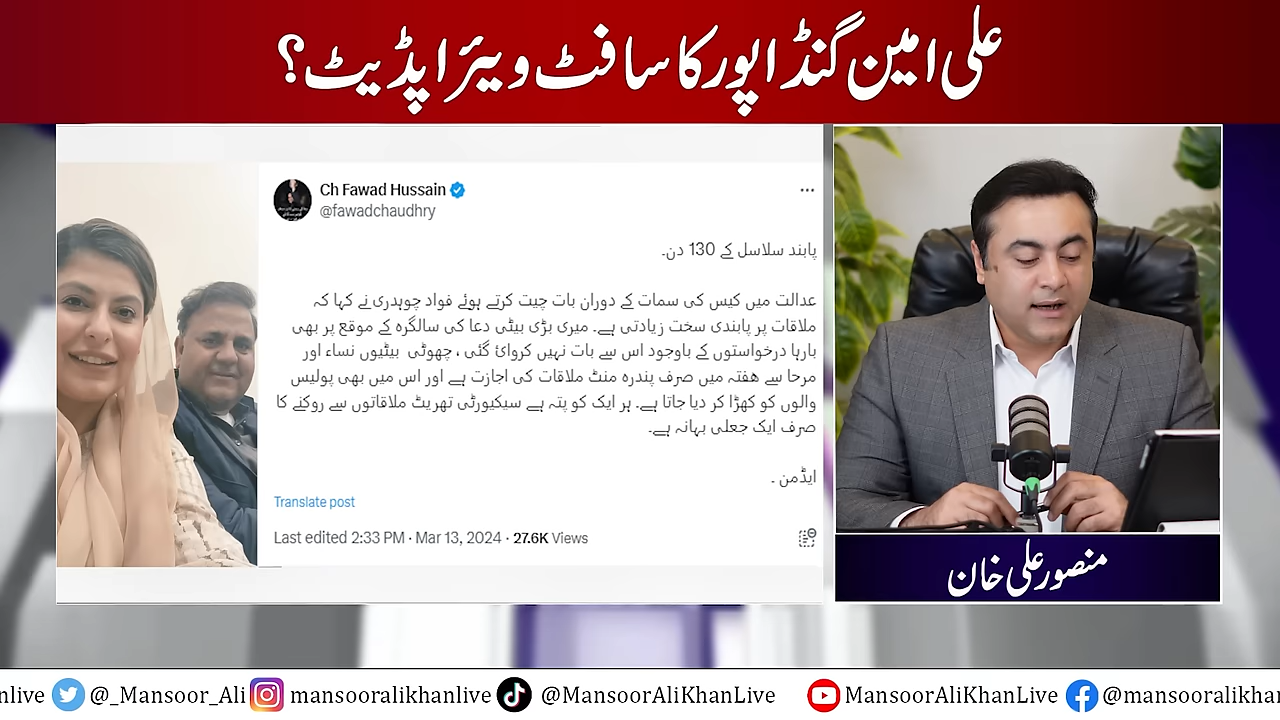 علی امین گنڈاپور کا سافٹ ویئر اپڈیٹ؟
Ch Fawad Hussain
@fawadchaudhry
پابند سلاسل کے 130 دن۔
عدالت میں کیس کی سمات کے دوران بات چیت کرتے ہوئے فواد چوہدری نے کہا کہ
ملاقات پر پابندی سخت زیادتی ہے۔ میری بڑی بیٹی دعا کی سالگرہ کے موقع پر بھی
بارہا درخواستوں کے باوجود اس سے بات نہیں کروائ گئی ، چھوٹی بیٹیوں نساء اور
مرحا سے ھفتہ میں صرف پندرہ منٹ ملاقات کی اجازت ہے اور اس میں بھی پولیس
والوں کو کھڑا کر دیا جاتا ہے۔ ہر ایک کو پتہ ہے سیکیورٹی تھریٹ ملاقاتوں سے روکنے کا
صرف ایک جعلی بہانہ ہے۔
ایڈمن ۔
Translate post
Last edited 2:33 PM · Mar 13, 2024 · 27.6K Views
منصور علی خان
nlive @_Mansoor_Ali mansooralikhanlive @MansoorAliKhanLive MansoorAliKhanLive @mansooralikhan